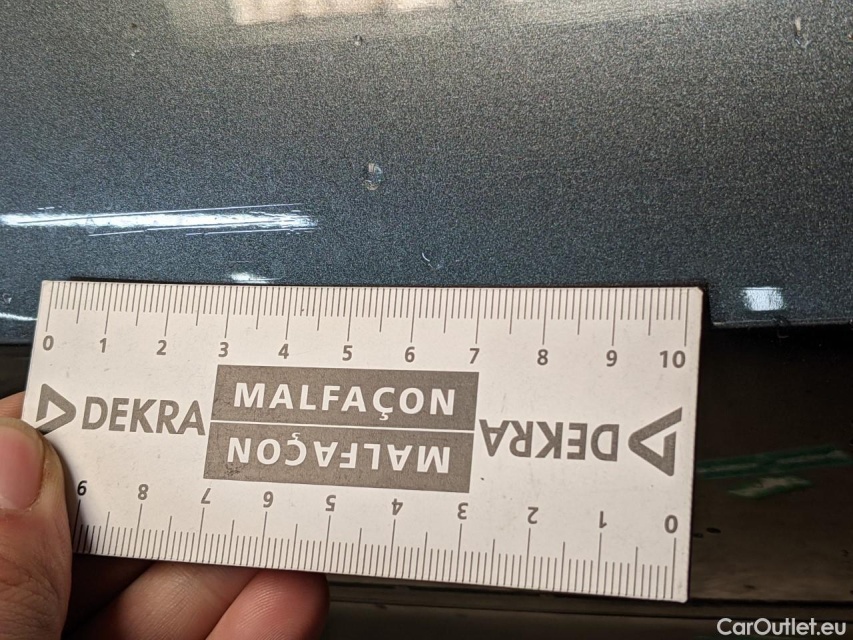 0 1 2 3 4 5 6 7 8 9 10
DEKRA MALFAÇON DEKRA
MALFAÇON
9 8 7 6 5 4 3 2 1 0
CarOutlet.eu